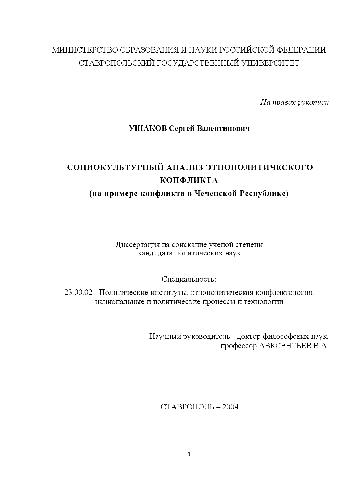 МИНИСТЕРСТВО ОБРАЗОВАНИЯ И НАУКИ РОССИЙСКОЙ ФЕДЕРАЦИИ
СТАВРОПОЛЬСКИЙ ГОСУДАРСТВЕННЫЙ УНИВЕРСИТЕТ
На правах рукописи
УШАКОВ Сергей Валентинович
СОЦИОКУЛЬТУРНЫЙ АНАЛИЗ ЭТНОПОЛИТИЧЕСКОГО
КОНФЛИКТА
(на примере конфликта в Чеченской Республике)
Диссертация на соискание ученой степени
кандидата политических наук
Специальность:
23.00.02 - Политические институты, этнополитическая конфликтология,
национальные и политические процессы и технологии
Научный руководитель - доктор философских наук,
профессор АВКСЕНТЬЕВ В.А.
СТАВРОПОЛЬ – 2004
1